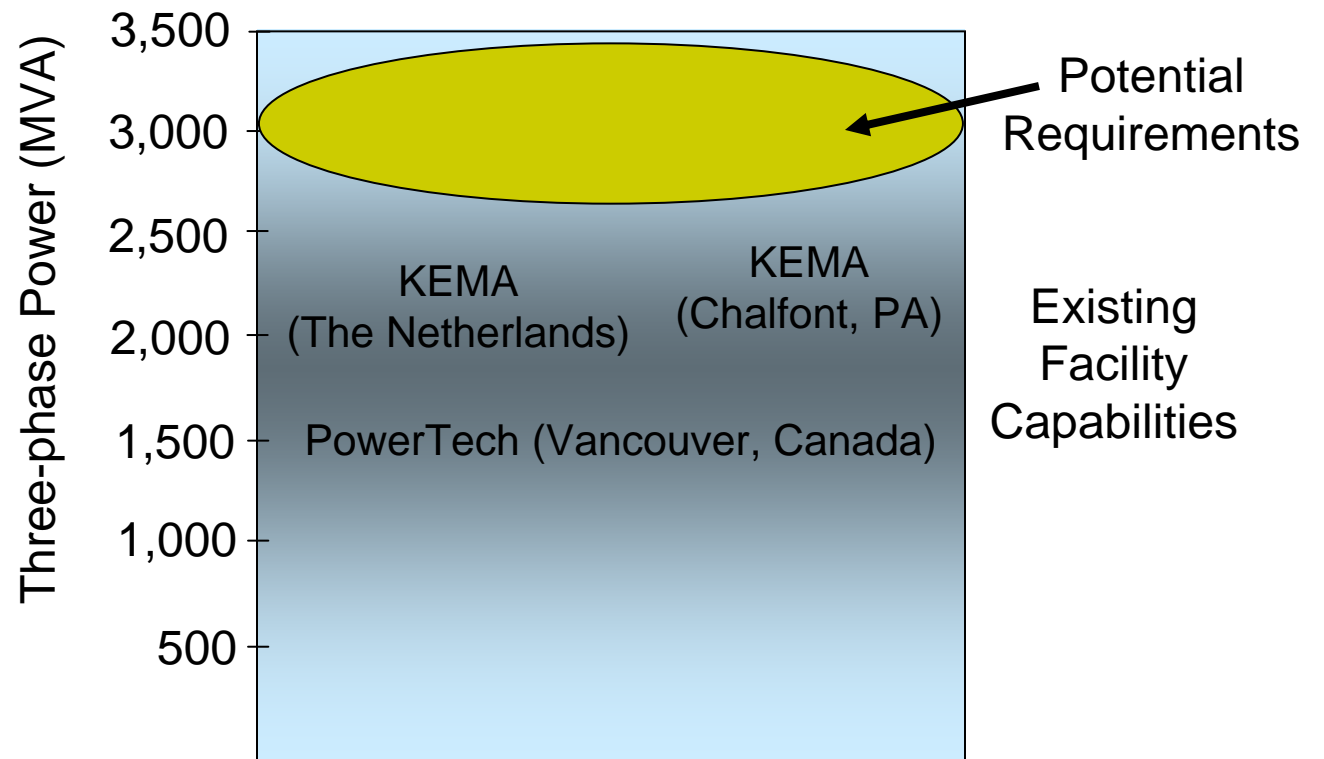 Three-phase Power (MVA)
3,500
3,000
2,500
2,000
1,500
1,000
500
Potential
Requirements
KEMA
(The Netherlands)
KEMA
(Chalfont, PA)
PowerTech (Vancouver, Canada)
Existing
Facility
Capabilities